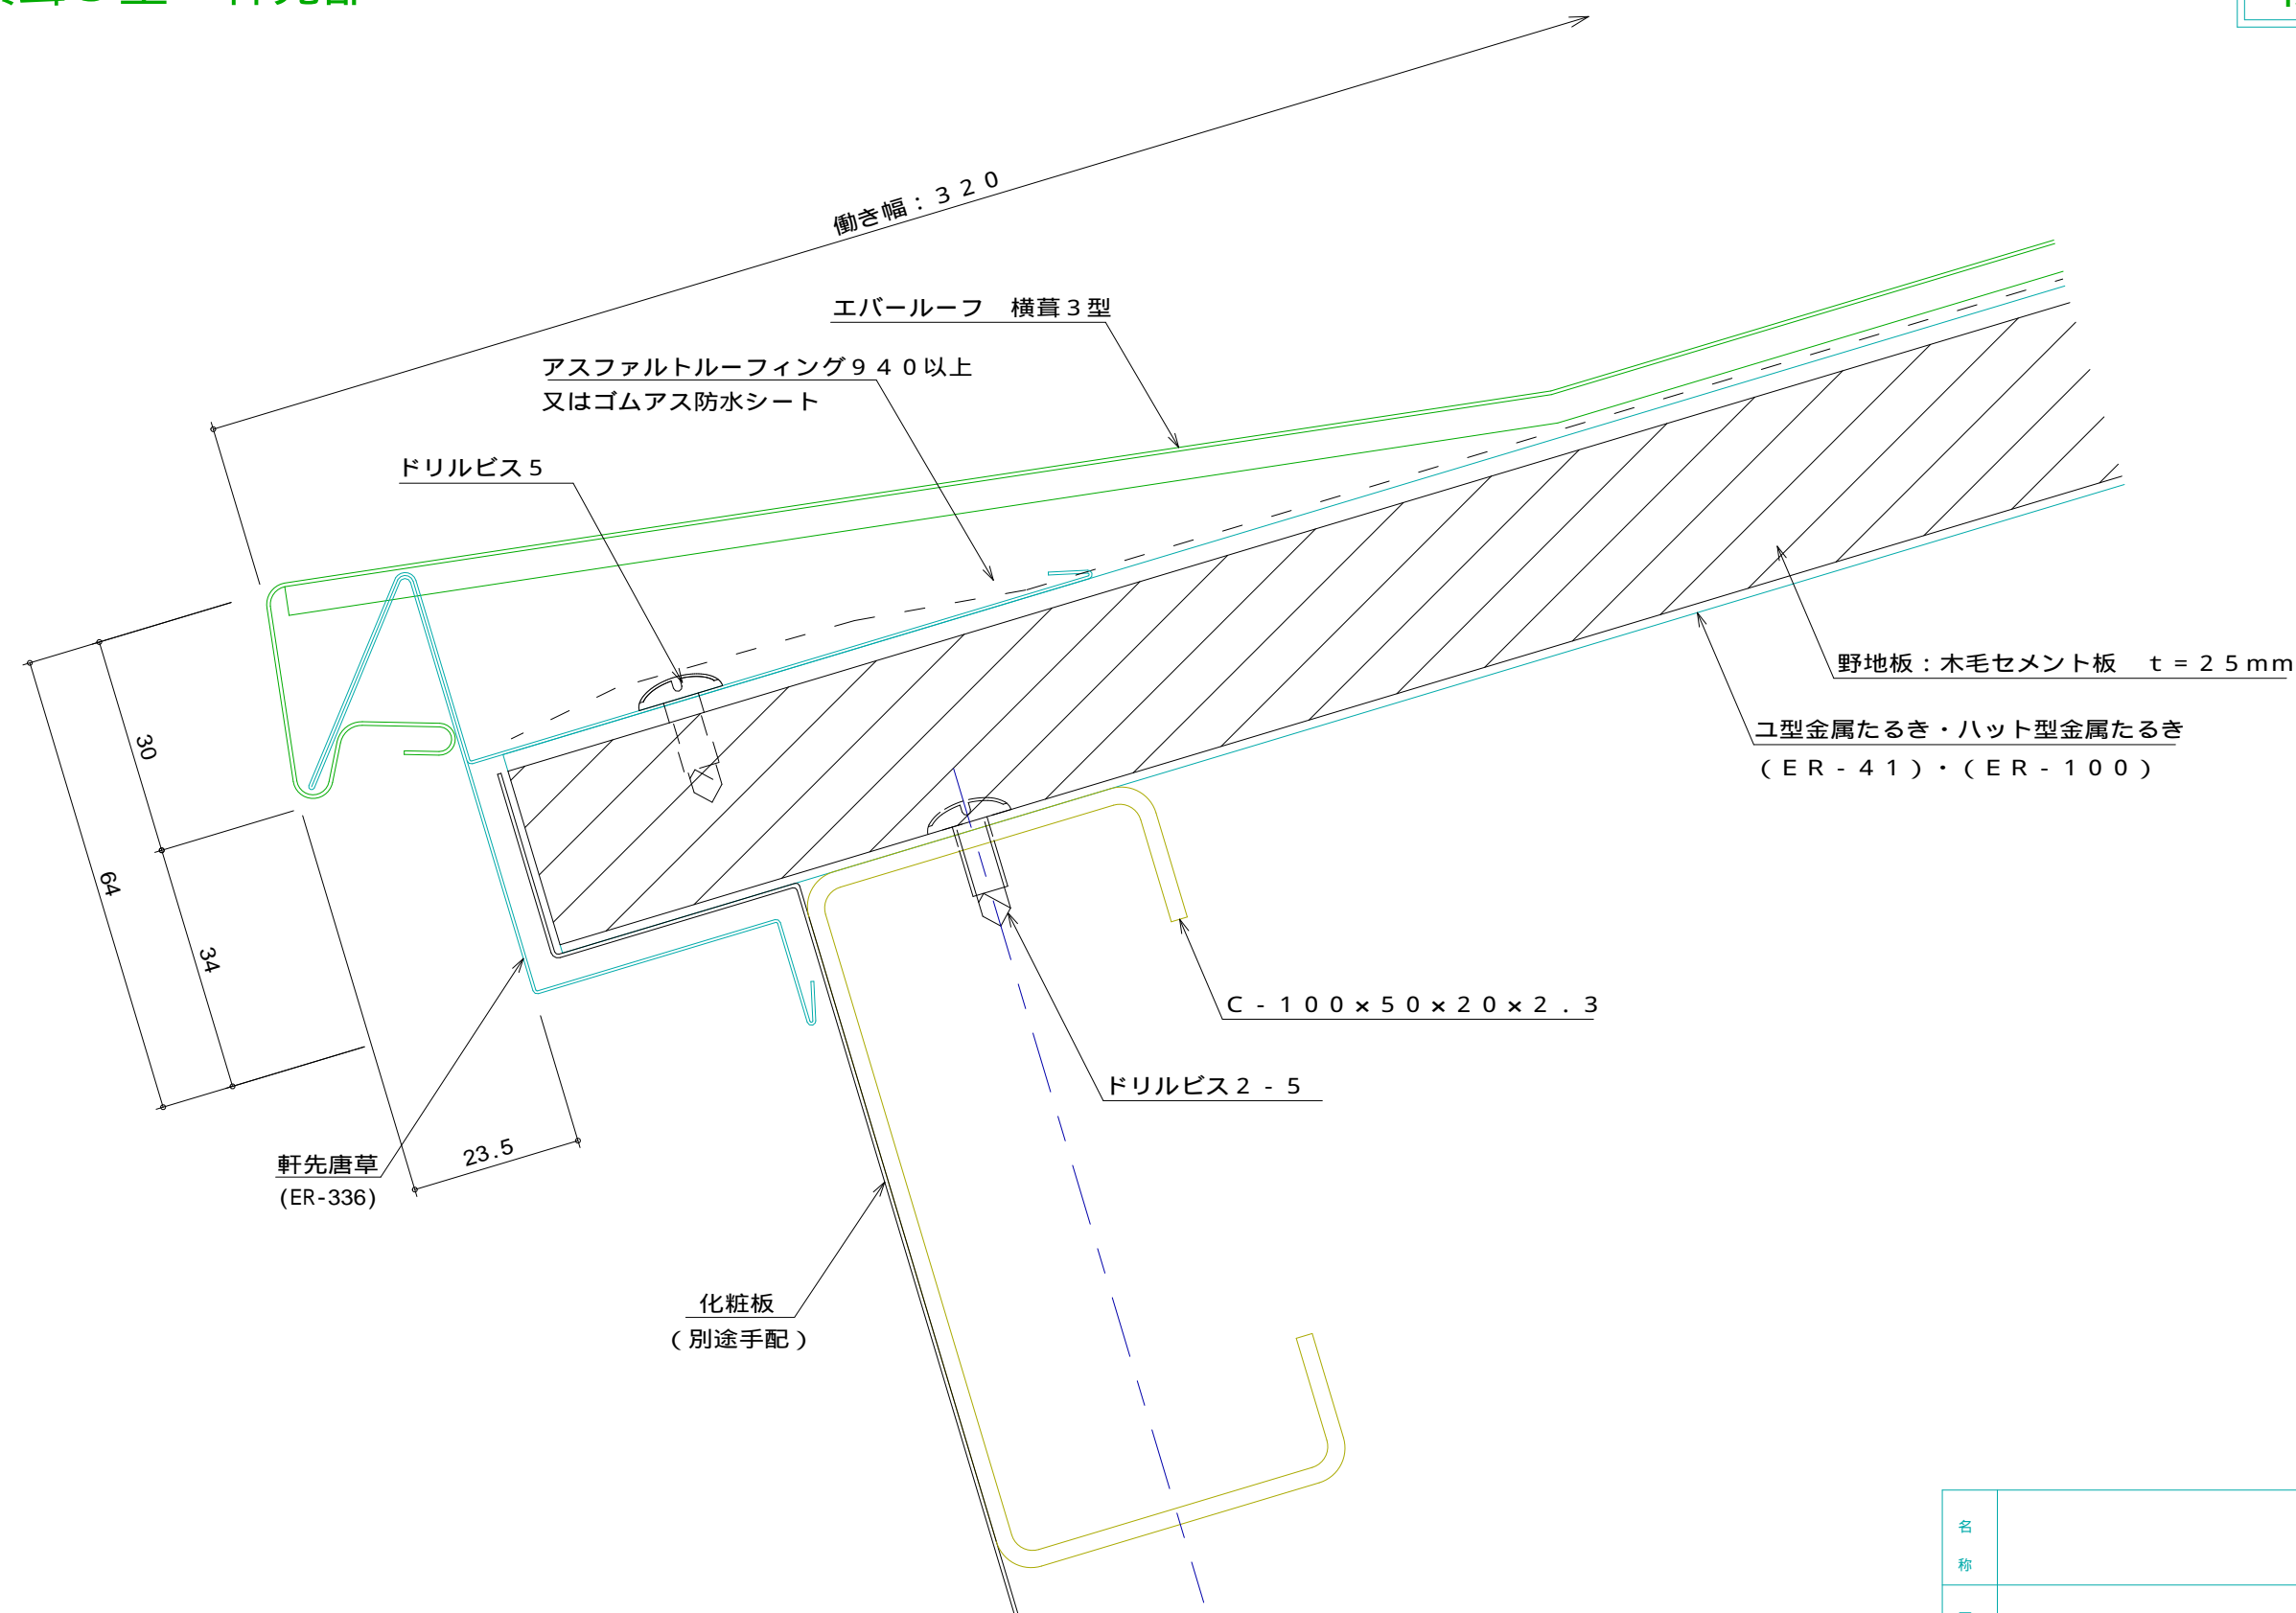 働き幅：３２０
エバールーフ　横葺３型
アスファルトルーフィング９４０以上
又はゴムアス防水シート
ドリルビス５
野地板：木毛セメント板　ｔ＝２５mm
ユ型金属たるき・ハット型金属たるき
（ＥＲ-４１）・（ＥＲ-１００）
30
64
34
Ｃ-１００×５０×２０×２．３
ドリルビス２-５
23.5
軒先唐草
(ER-336)
化粧板
（別途手配）
名
称